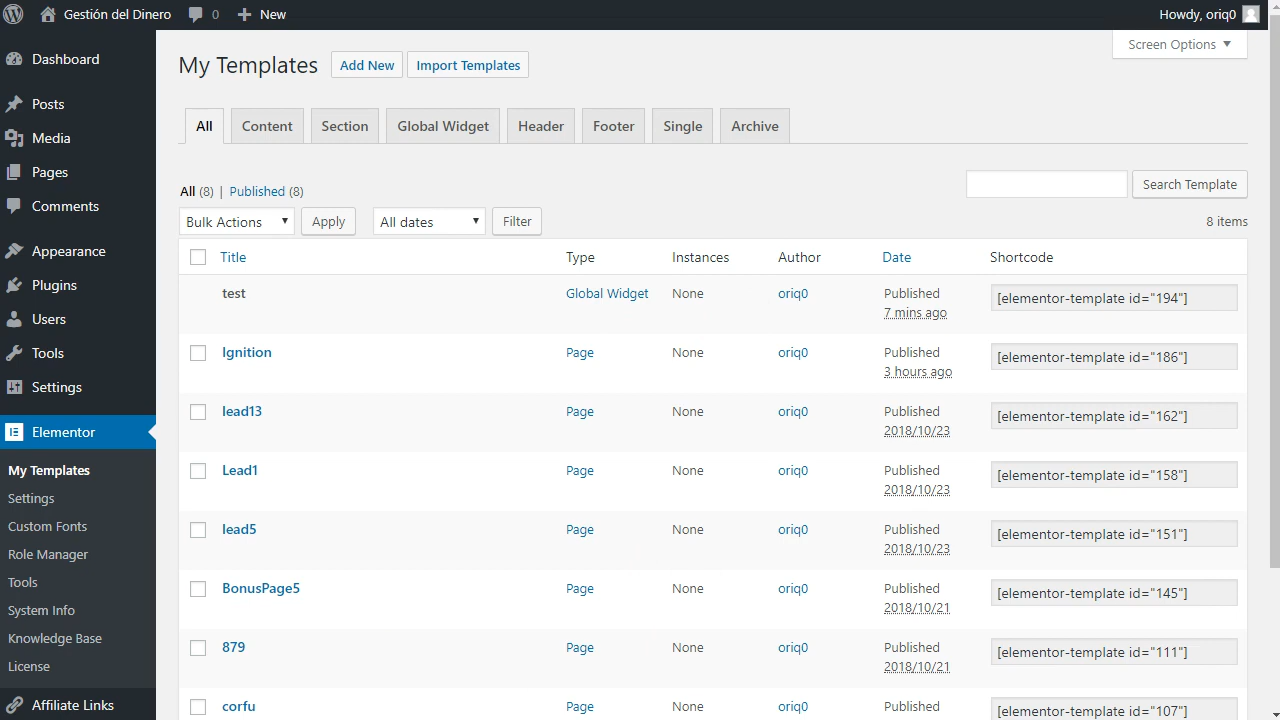 Gestión del Dinero 0 New Howdy, oriq0
Screen Options
My Templates Add New Import Templates
All Content Section Global Widget Header Footer Single Archive
All (8) | Published (8)
Search Template
Bulk Actions Apply All dates Filter 8 items
Title Type Instances Author Date Shortcode
test Global Widget None oriq0 Published
7 mins ago
[elementor-template id="194"]
Ignition Page None oriq0 Published
3 hours ago
[elementor-template id="186"]
lead13 Page None oriq0 Published
2018/10/23
[elementor-template id="162"]
Lead1 Page None oriq0 Published
2018/10/23
[elementor-template id="158"]
lead5 Page None oriq0 Published
2018/10/23
[elementor-template id="151"]
BonusPage5 Page None oriq0 Published
2018/10/21
[elementor-template id="145"]
879 Page None oriq0 Published
2018/10/21
[elementor-template id="111"]
corfu Page None oriq0 Published
[elementor-template id="107"]
Dashboard
Posts
Media
Pages
Comments
Appearance
Plugins
Users
Tools
Settings
Elementor
My Templates
Settings
Custom Fonts
Role Manager
Tools
System Info
Knowledge Base
License
Affiliate Links